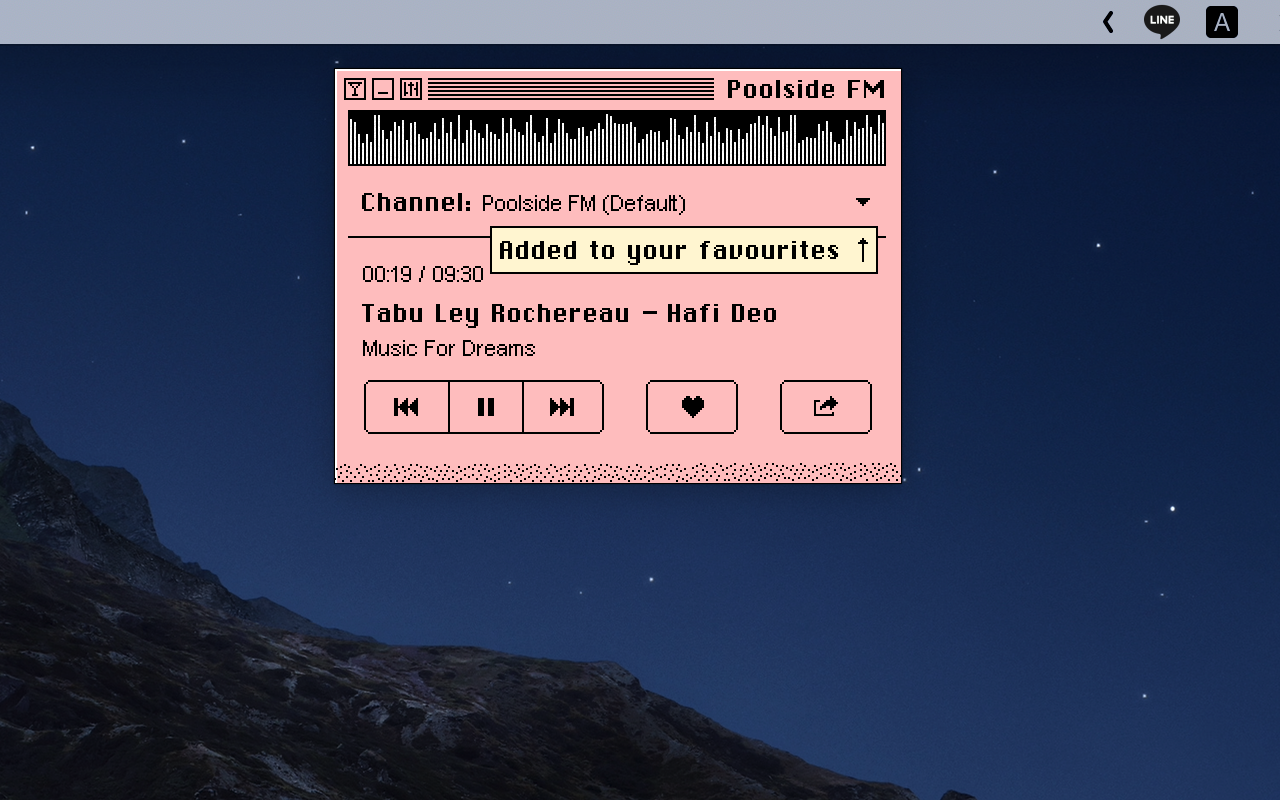 LINE
A
Poolside FM
Channel: Poolside FM (Default)
Added to your favourites ↑
00:19 / 09:30
Tabu Ley Rochereau – Hafi Deo
Music For Dreams